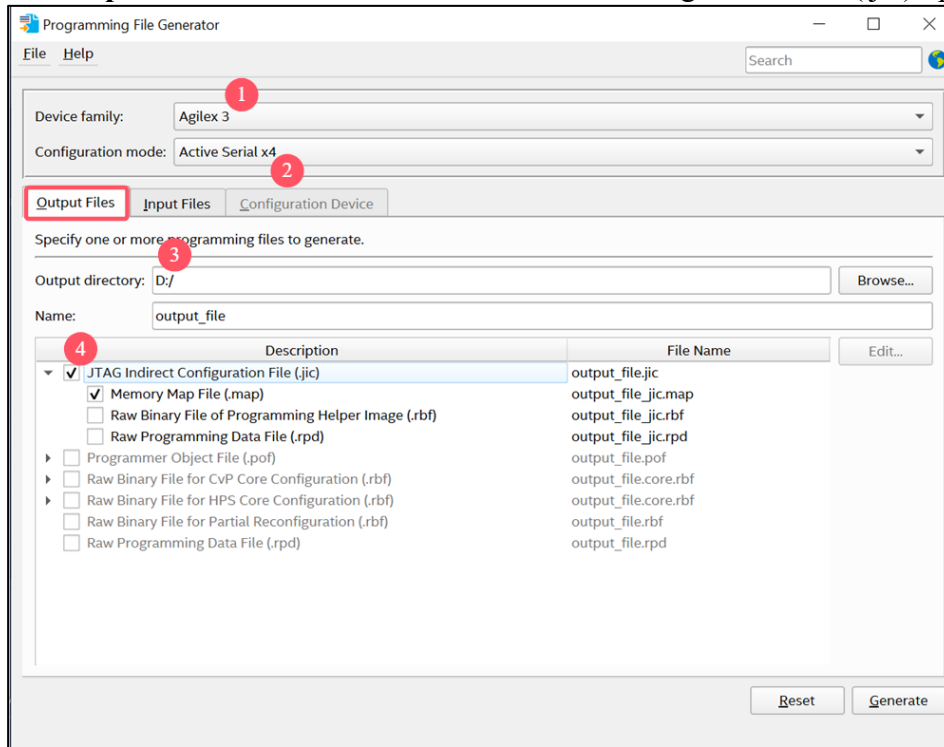 Programming File Generator
File Help
Search
1
Device family: Agilex 3
Configuration mode: Active Serial x4
2
Output Files Input Files Configuration Device
Specify one or more programming files to generate.
3
Output directory: D:/ Browse...
Name: output_file
4
Description File Name Edit...
JTAG Indirect Configuration File (.jic) output_file.jic
Memory Map File (.map) output_file_jic.map
Raw Binary File of Programming Helper Image (.rbf) output_file_jic.rbf
Raw Programming Data File (.rpd) output_file_jic.rpd
Programmer Object File (.pof) output_file.pof
Raw Binary File for CvP Core Configuration (.rbf) output_file.core.rbf
Raw Binary File for HPS Core Configuration (.rbf) output_file.core.rbf
Raw Binary File for Partial Reconfiguration (.rbf) output_file.rbf
Raw Programming Data File (.rpd) output_file.rpd
Reset Generate